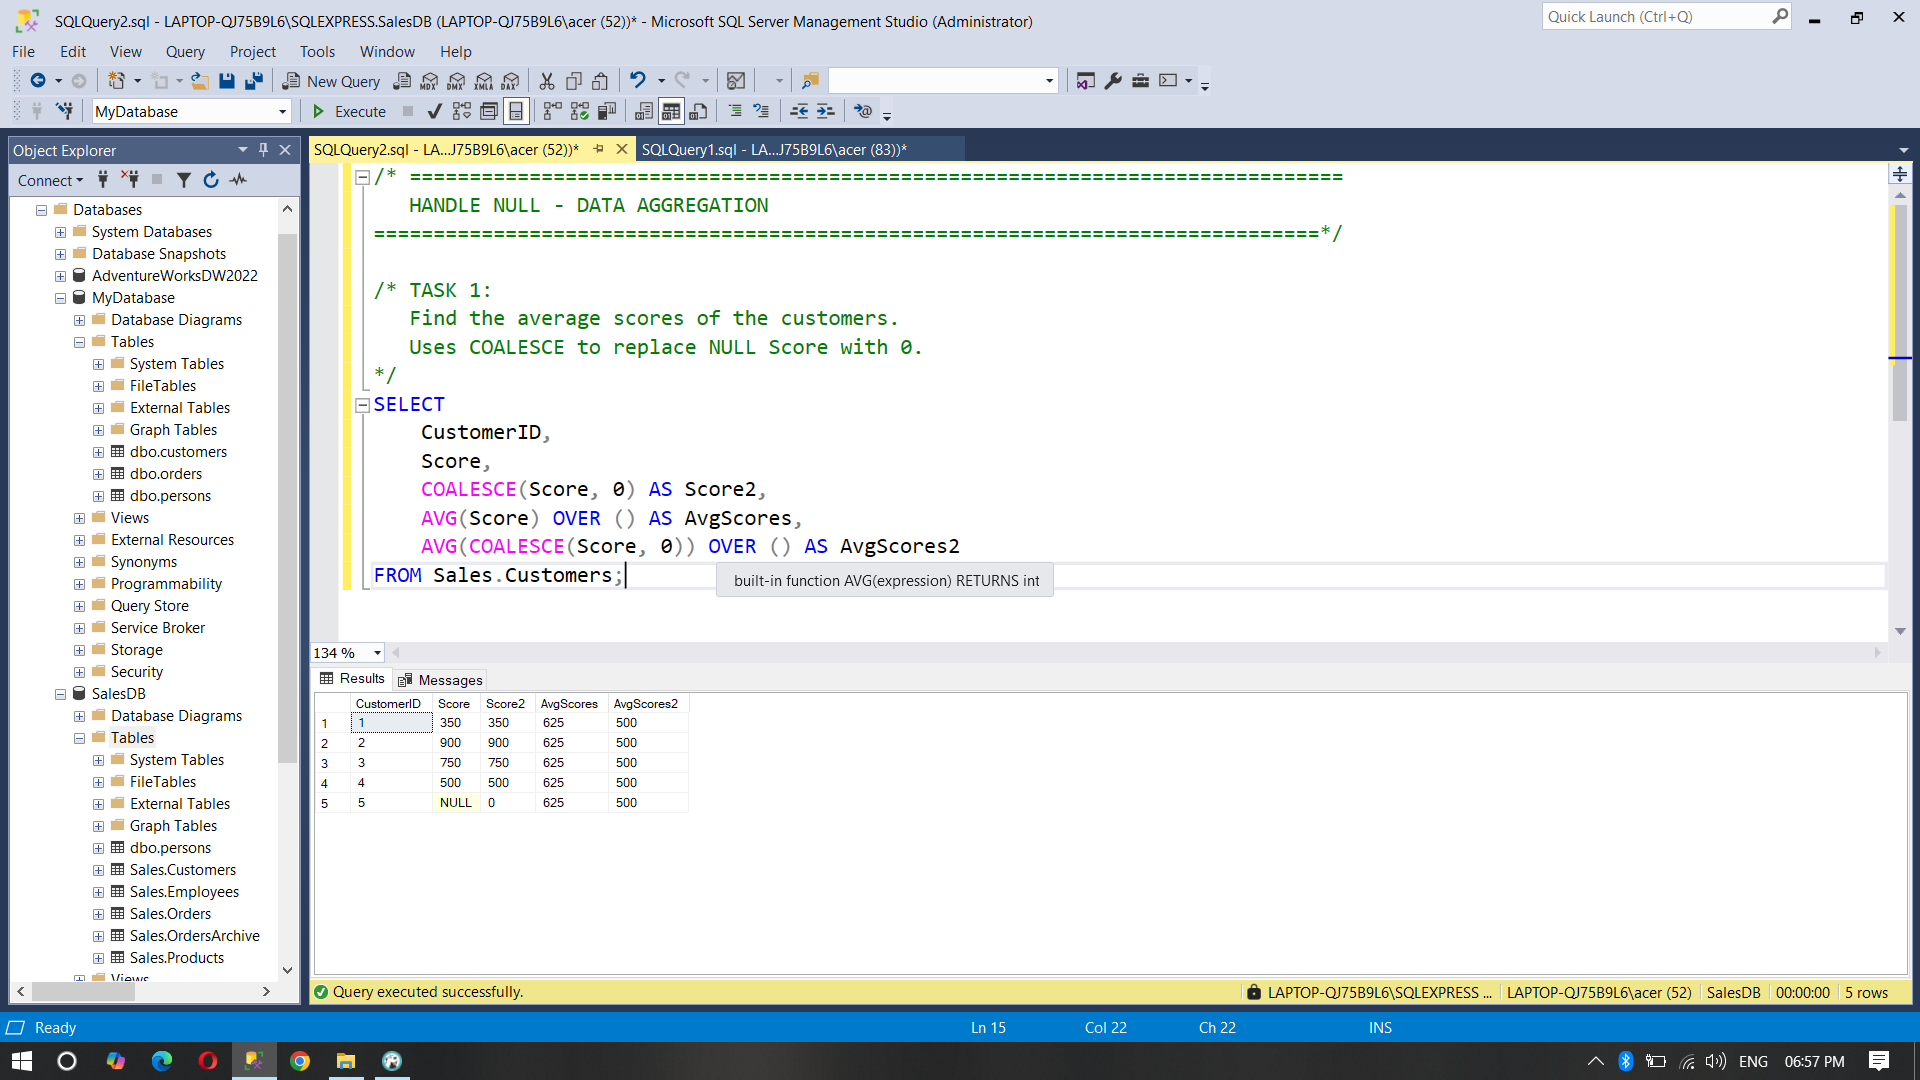 SQLQuery2.sql - LAPTOP-QJ75B9L6\SQLEXPRESS.SalesDB (LAPTOP-QJ75B9L6\acer (52))* - Microsoft SQL Server Management Studio (Administrator)
Quick Launch (Ctrl+Q)
File Edit View Query Project Tools Window Help
New Query MDX DMX XMLA DAX
MyDatabase Execute
Object Explorer
SQLQuery2.sql - LA...J75B9L6\acer (52))* SQLQuery1.sql - LA...J75B9L6\acer (83))*
Connect
Databases
System Databases
Database Snapshots
AdventureWorksDW2022
MyDatabase
Database Diagrams
Tables
System Tables
FileTables
External Tables
Graph Tables
dbo.customers
dbo.orders
dbo.persons
Views
External Resources
Synonyms
Programmability
Query Store
Service Broker
Storage
Security
SalesDB
Database Diagrams
Tables
System Tables
FileTables
External Tables
Graph Tables
dbo.persons
Sales.Customers
Sales.Employees
Sales.Orders
Sales.OrdersArchive
Sales.Products
Views
/* ==============================================================================
HANDLE NULL - DATA AGGREGATION
===============================================================================*/
/* TASK 1:
Find the average scores of the customers.
Uses COALESCE to replace NULL Score with 0.
*/
SELECT
CustomerID,
Score,
COALESCE(Score, 0) AS Score2,
AVG(Score) OVER () AS AvgScores,
AVG(COALESCE(Score, 0)) OVER () AS AvgScores2
FROM Sales.Customers;
built-in function AVG(expression) RETURNS int
134 %
Results Messages
CustomerID Score Score2 AvgScores AvgScores2
1 1 350 350 625 500
2 2 900 900 625 500
3 3 750 750 625 500
4 4 500 500 625 500
5 5 NULL 0 625 500
Query executed successfully.
LAPTOP-QJ75B9L6\SQLEXPRESS ... LAPTOP-QJ75B9L6\acer (52) SalesDB 00:00:00 5 rows
Ready Ln 15 Col 22 Ch 22 INS
ENG 06:57 PM